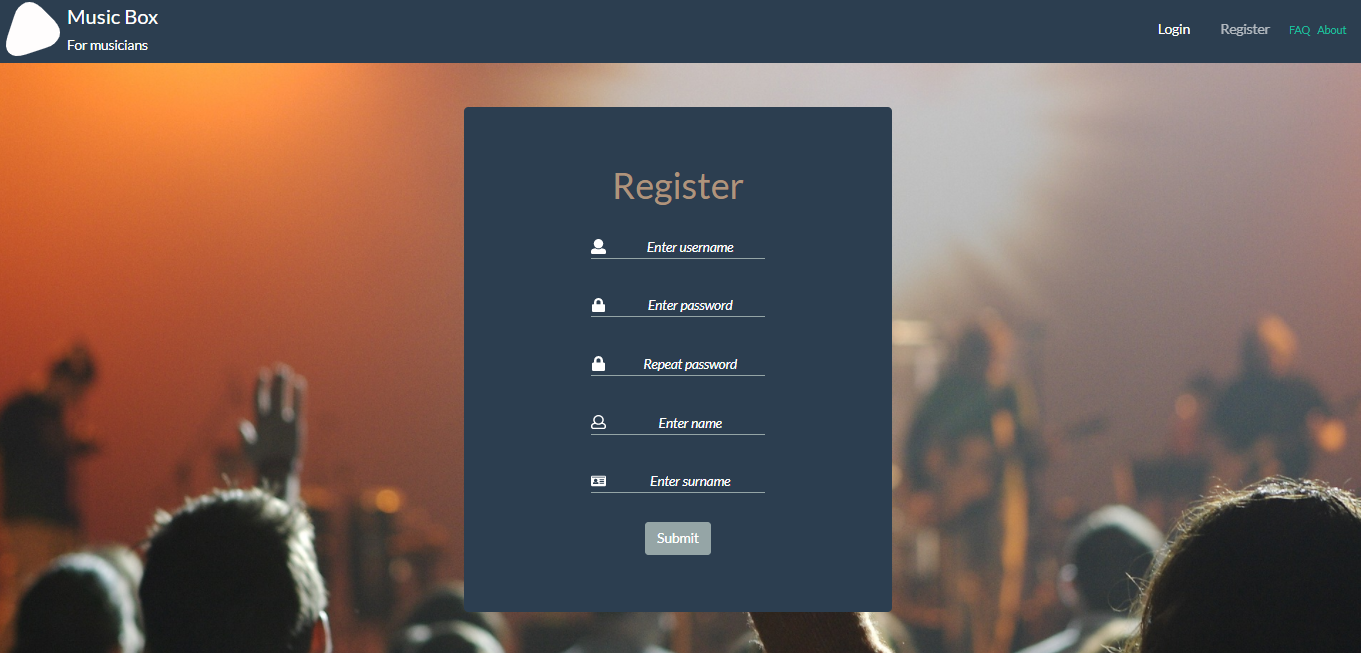 Music Box
For musicians
Login
Register
FAQ
About
Register
Enter username
Enter password
Repeat password
Enter name
Enter surname
Submit